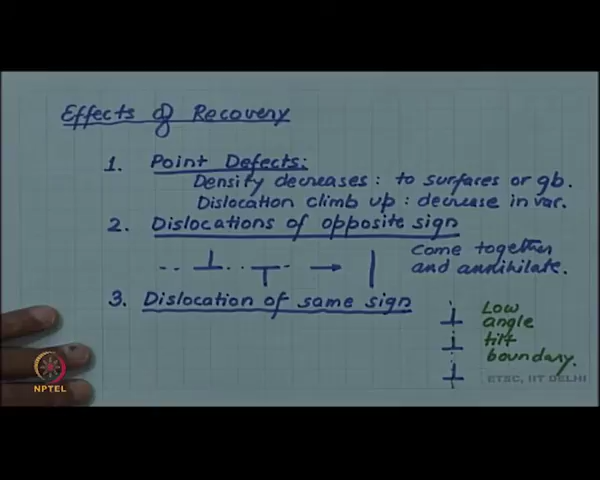 Effects of Recovery
1. Point Defects:
Density decreases: to surfaces or gb.
Dislocation climb up: decrease in vac.
2. Dislocations of opposite sign
Come together
and annihilate.
3. Dislocation of same sign
Low
angle
tilt
boundary.
NPTEL
ETSC, IIT DELHI